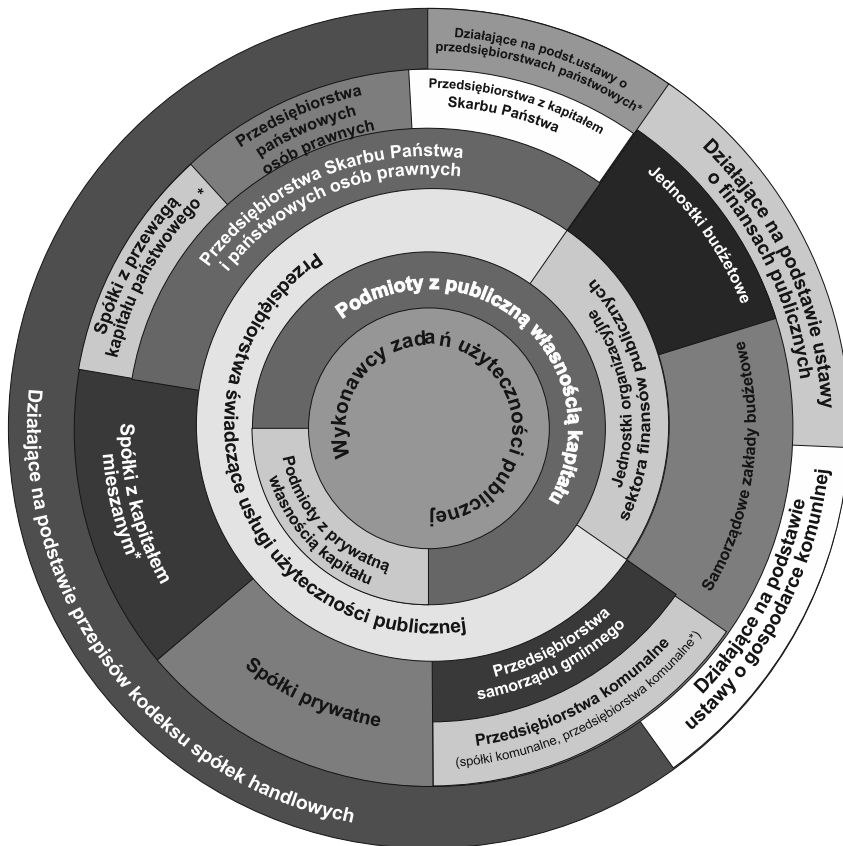 Działające na podst.ustawy o
przedsiębiorstwach państwowych*
Przedsiębiorstwa z kapitałem
Skarbu Państwa
Przedsiębiorstwa
państwowych
osób prawnych
Działające na podstawie ustawy
o finansach publicznych
Jednostki budżetowe
Przedsiębiorstwa Skarbu Państwa
i państwowych osób prawnych
Spółki z przewagą
kapitału państwowego *
Przedsiębiorstwa świadczące usługi użyteczności publicznej
Podmioty z publiczną własnością kapitału
Wykonawcy zadań użyteczności publicznej
Jednostki organizacyjne
sektora finansów publicznych
Samorządowe zakłady budżetowe
Podmioty z prywatną
własnością kapitału
Spółki z kapitałem
mieszanym*
Działające na podstawie przepisów kodeksu spółek handlowych
Spółki prywatne
Przedsiębiorstwa
samorządu gminnego
Przedsiębiorstwa komunalne
(spółki komunalne, przedsiębiorstwa komunalne*)
Działające na podstawie
ustawy o gospodarce komunlnej